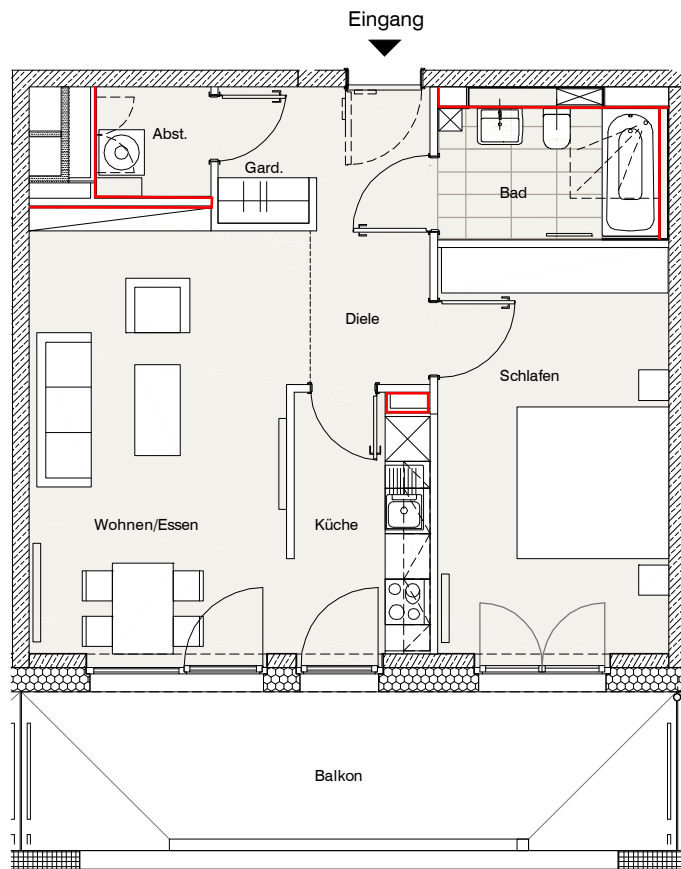 Eingang
Abst.
Gard.
Bad
Diele
Schlafen
Wohnen/Essen
Küche
Balkon